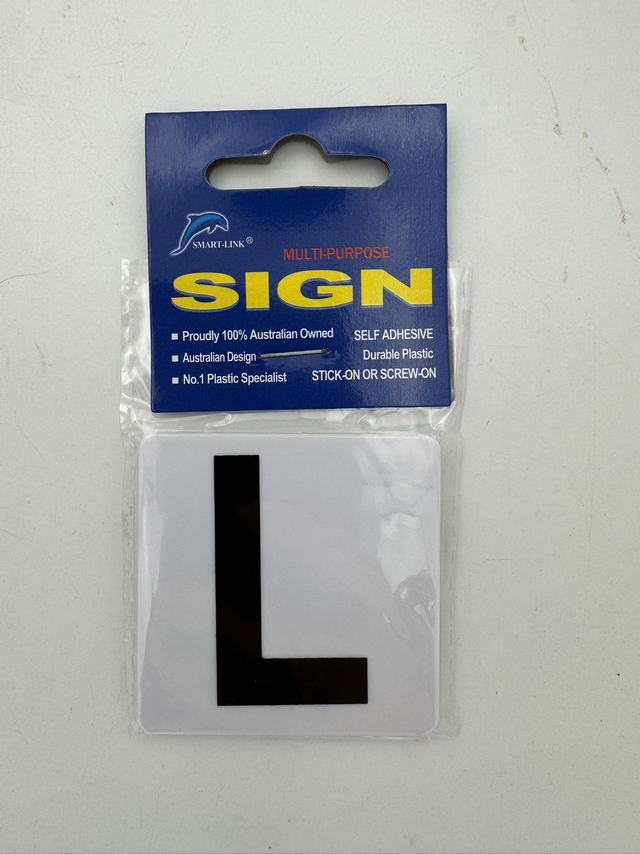 SMART-LINK®
MULTI-PURPOSE
SIGN
■ Proudly 100% Australian Owned
SELF ADHESIVE
■ Australian Design
Durable Plastic
■ No.1 Plastic Specialist
STICK-ON OR SCREW-ON
L